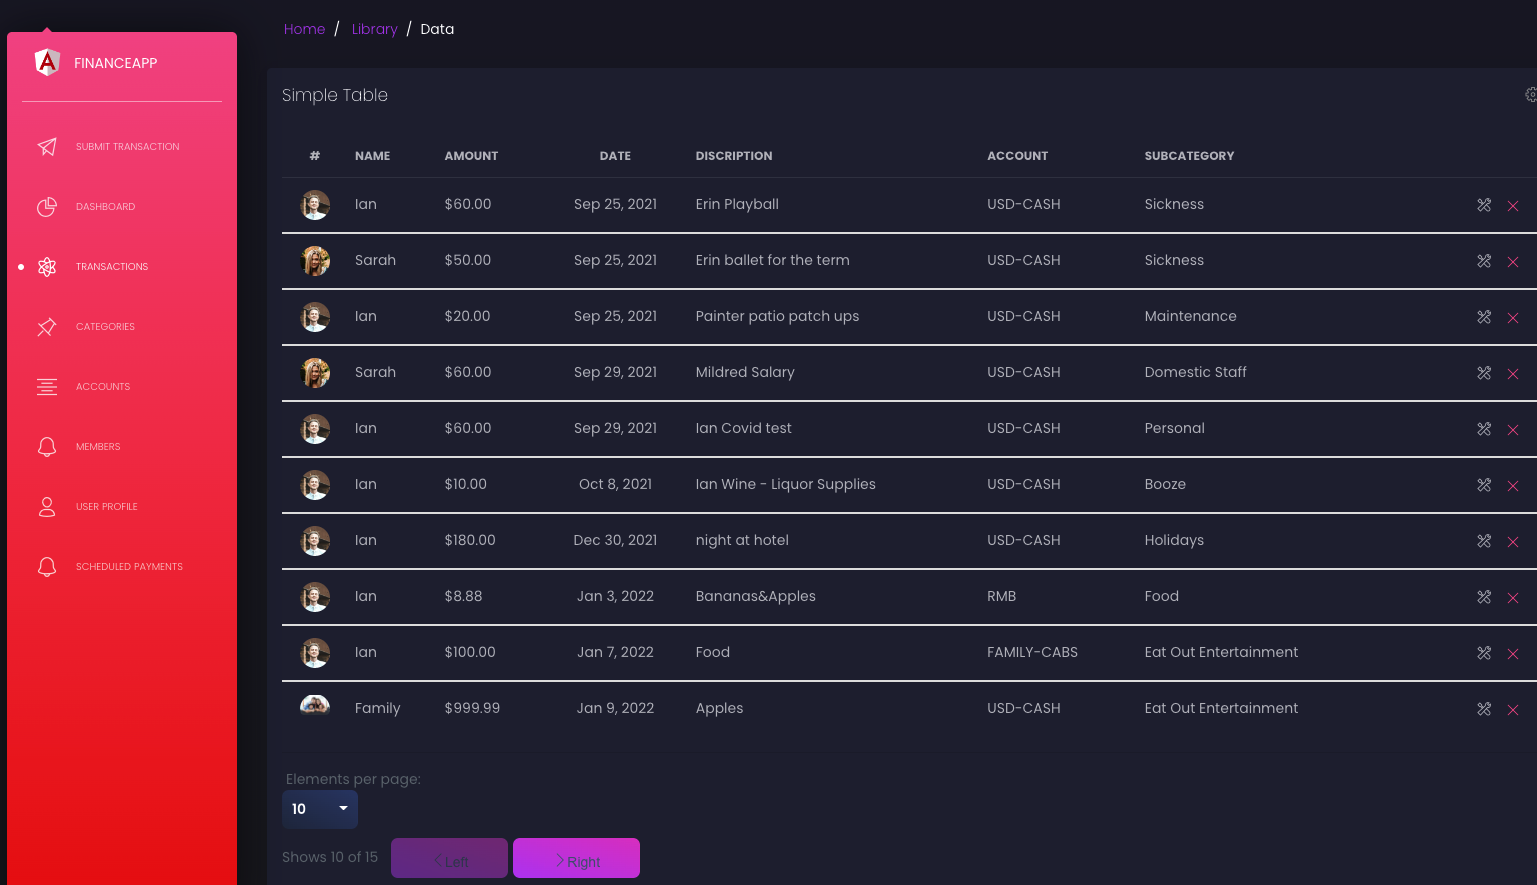 Home / Library / Data
FINANCEAPP
SUBMIT TRANSACTION
DASHBOARD
TRANSACTIONS
CATEGORIES
ACCOUNTS
MEMBERS
USER PROFILE
SCHEDULED PAYMENTS
Simple Table
# NAME AMOUNT DATE DISCRIPTION ACCOUNT SUBCATEGORY
Ian $60.00 Sep 25, 2021 Erin Playball USD-CASH Sickness
Sarah $50.00 Sep 25, 2021 Erin ballet for the term USD-CASH Sickness
Ian $20.00 Sep 25, 2021 Painter patio patch ups USD-CASH Maintenance
Sarah $60.00 Sep 29, 2021 Mildred Salary USD-CASH Domestic Staff
Ian $60.00 Sep 29, 2021 Ian Covid test USD-CASH Personal
Ian $10.00 Oct 8, 2021 Ian Wine - Liquor Supplies USD-CASH Booze
Ian $180.00 Dec 30, 2021 night at hotel USD-CASH Holidays
Ian $8.88 Jan 3, 2022 Bananas&Apples RMB Food
Ian $100.00 Jan 7, 2022 Food FAMILY-CABS Eat Out Entertainment
Family $999.99 Jan 9, 2022 Apples USD-CASH Eat Out Entertainment
Elements per page:
10
Shows 10 of 15 Left Right